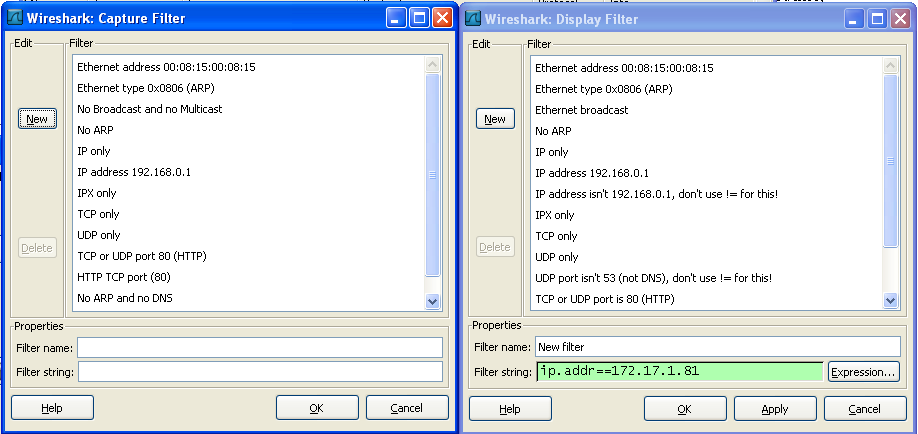 Wireshark: Capture Filter
Edit
Filter
New
Delete
Ethernet address 00:08:15:00:08:15
Ethernet type 0x0806 (ARP)
No Broadcast and no Multicast
No ARP
IP only
IP address 192.168.0.1
IPX only
TCP only
UDP only
TCP or UDP port 80 (HTTP)
HTTP TCP port (80)
No ARP and no DNS
Properties
Filter name:
Filter string:
Help
OK
Cancel
Wireshark: Display Filter
Edit
Filter
New
Delete
Ethernet address 00:08:15:00:08:15
Ethernet type 0x0806 (ARP)
Ethernet broadcast
No ARP
IP only
IP address 192.168.0.1
IP address isn't 192.168.0.1, don't use != for this!
IPX only
TCP only
UDP only
UDP port isn't 53 (not DNS), don't use != for this!
TCP or UDP port is 80 (HTTP)
Properties
Filter name: New filter
Filter string: ip.addr==172.17.1.81 Expression...
Help
OK
Apply
Cancel